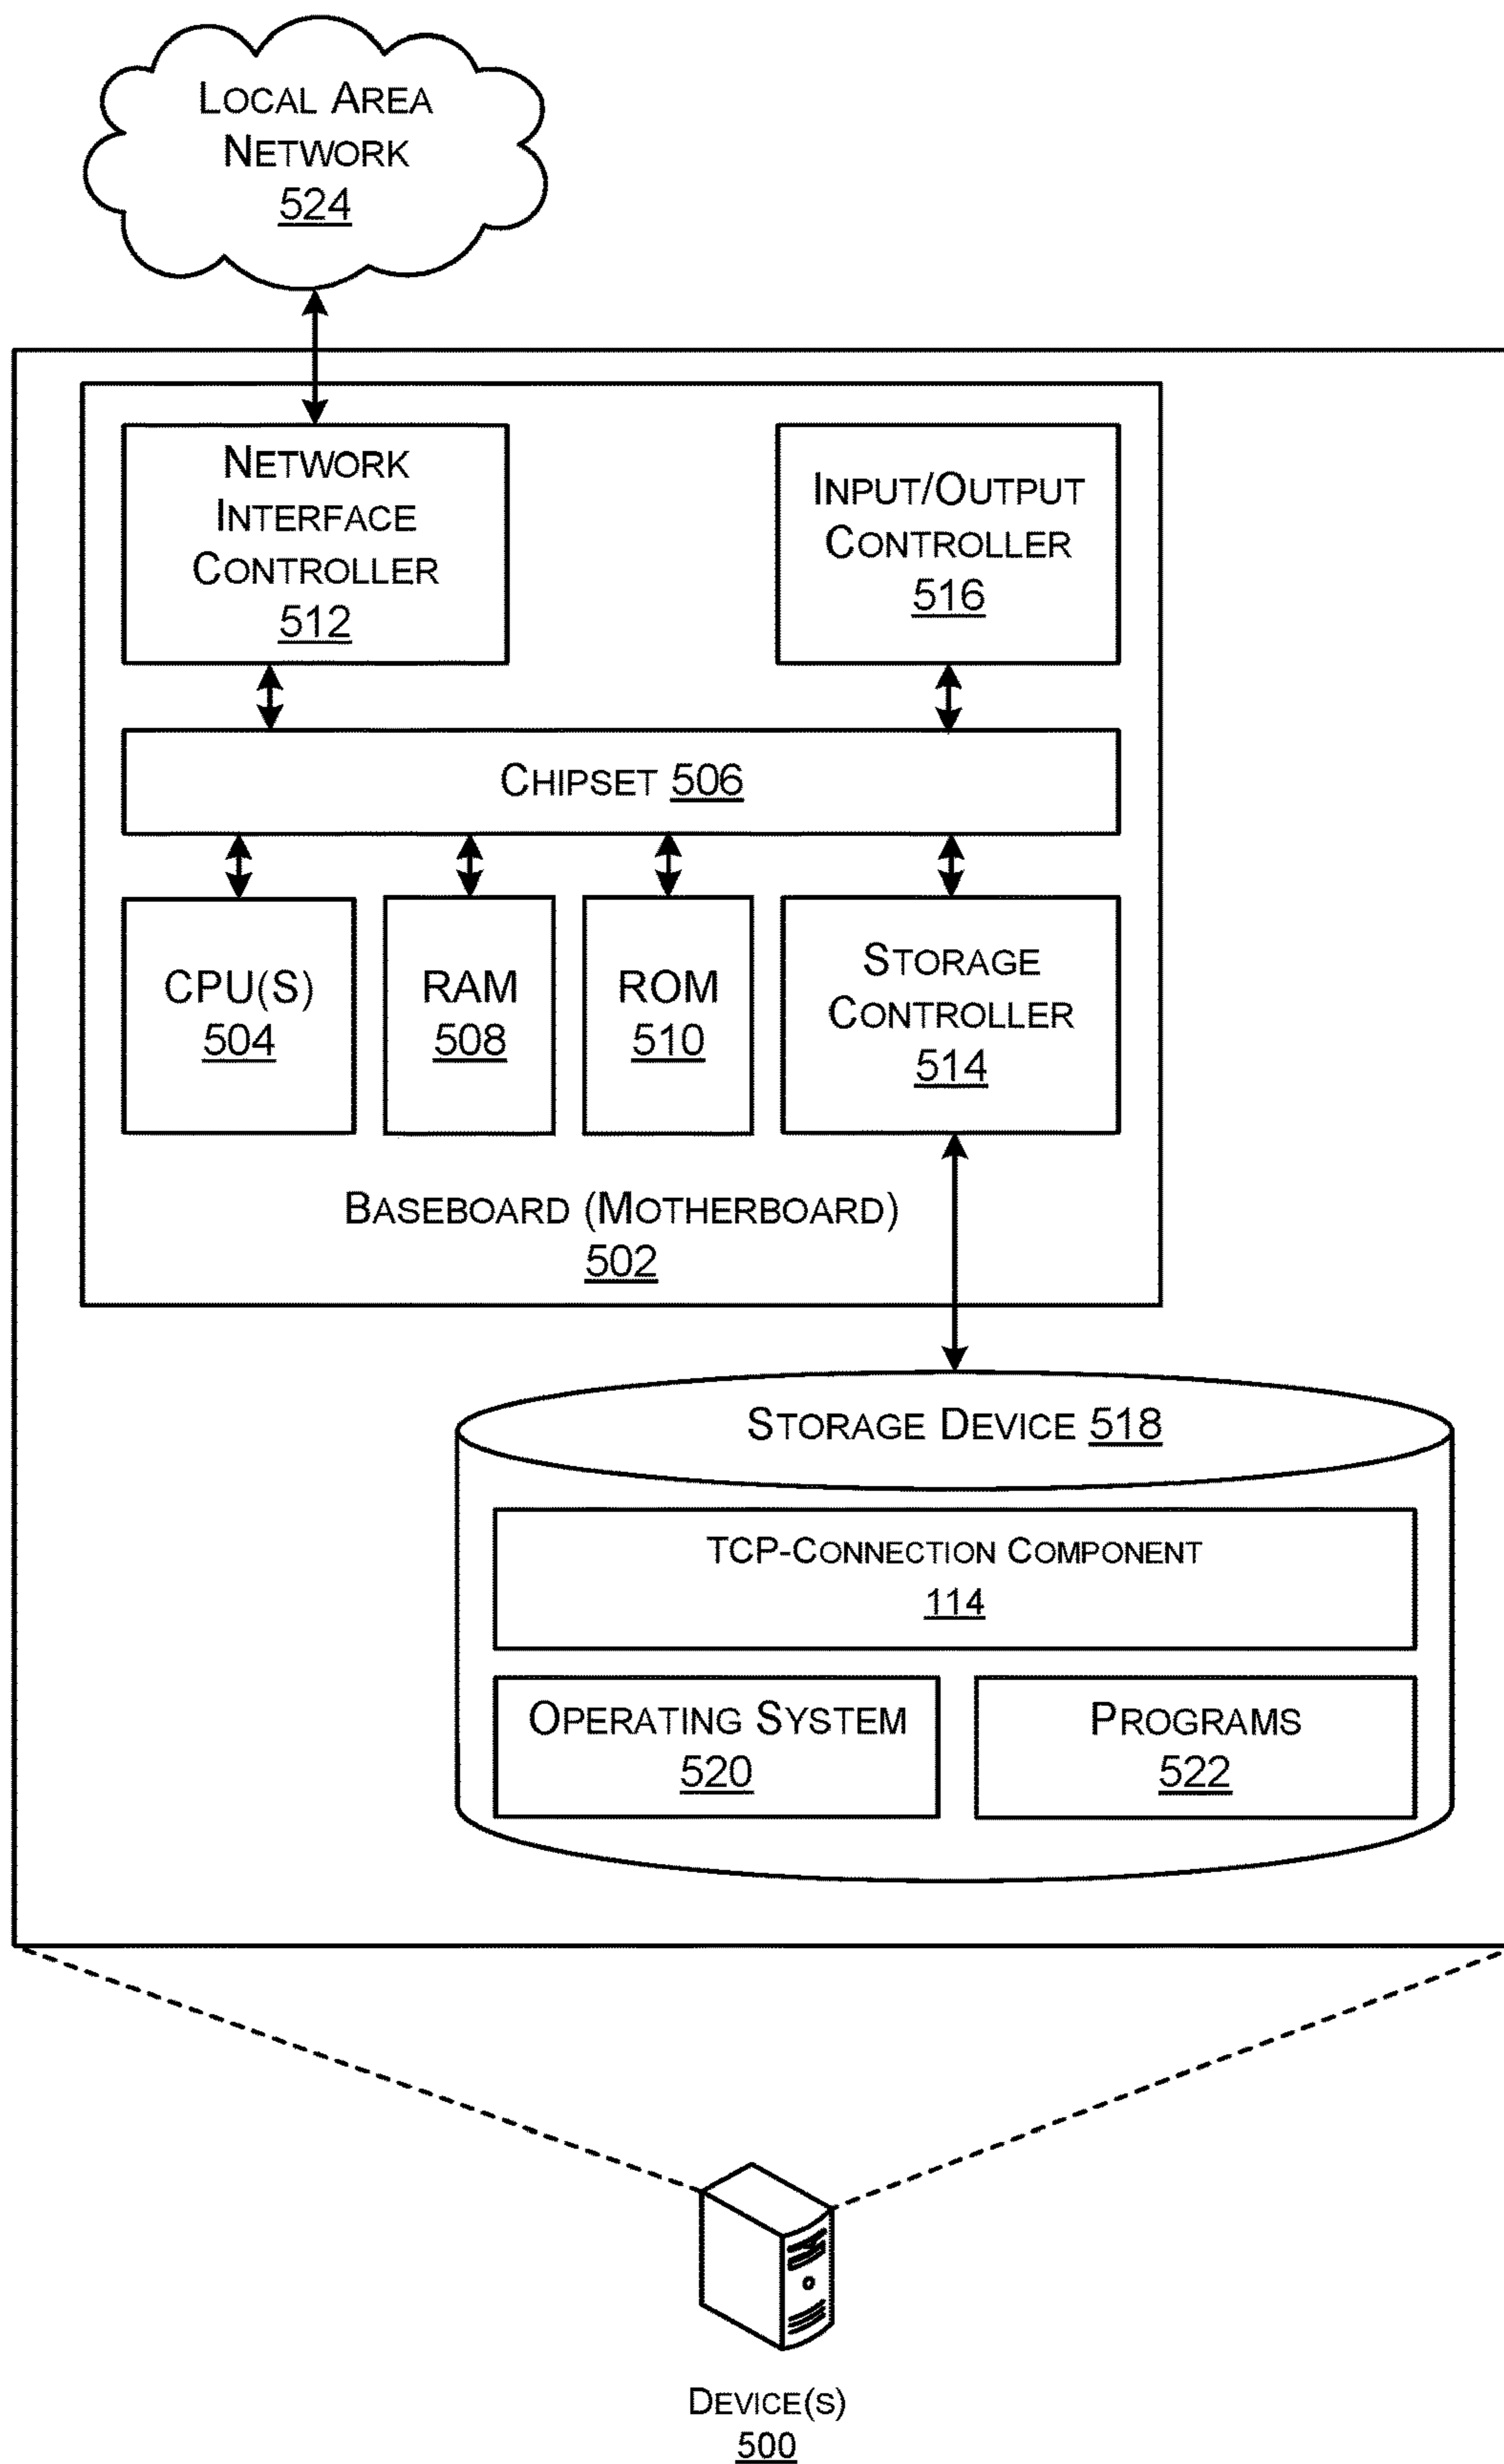 LOCAL AREA
NETWORK
524
NETWORK
INTERFACE
CONTROLLER
512
INPUT/OUTPUT
CONTROLLER
516
CHIPSET 506
CPU(S)
504
RAM
508
ROM
510
STORAGE
CONTROLLER
514
BASEBOARD (MOTHERBOARD)
502
STORAGE DEVICE 518
TCP-CONNECTION COMPONENT
114
OPERATING SYSTEM
520
PROGRAMS
522
DEVICE(S)
500